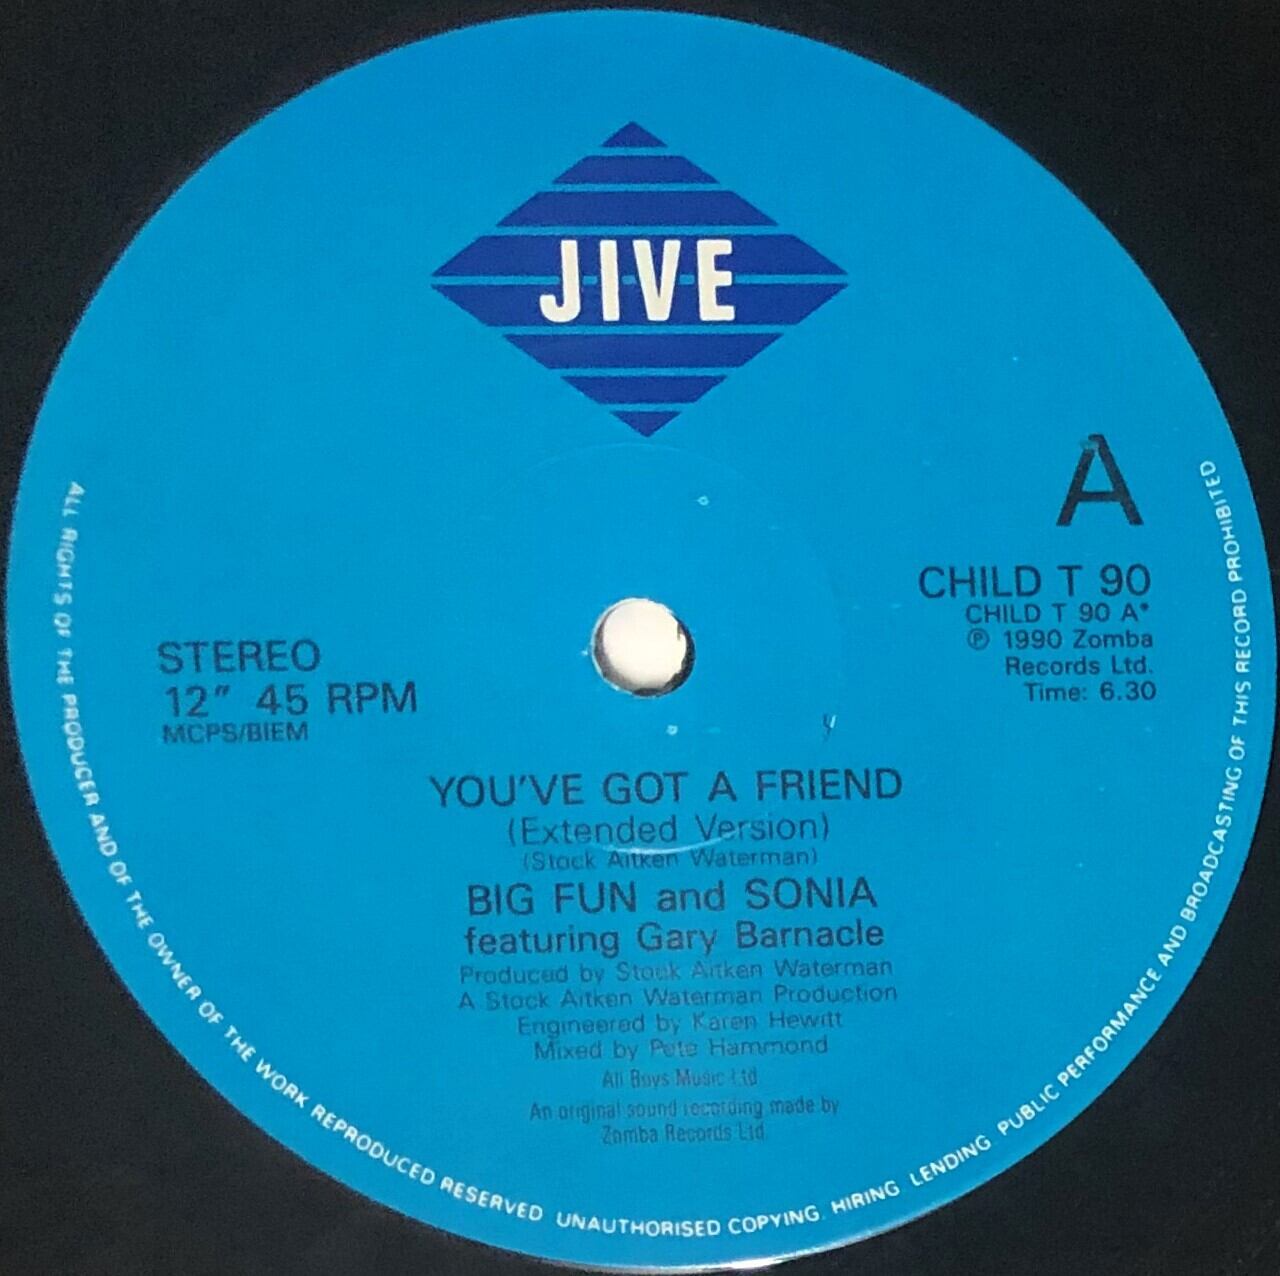 JIVE
A
CHILD T 90
CHILD T 90 A*
℗ 1990 Zomba
Records Ltd.
Time: 6.30
STEREO
12" 45 RPM
MCPS/BIEM
YOU'VE GOT A FRIEND
(Extended Version)
(Stock Aitken Waterman)
BIG FUN and SONIA
featuring Gary Barnacle
Produced by Stock Aitken Waterman
A Stock Aitken Waterman Production
Engineered by Karen Hewitt
Mixed by Pete Hammond
All Boys Music Ltd
An original sound recording made by
Zomba Records Ltd.
ALL RIGHTS OF THE PRODUCER AND OF THE OWNER OF THE WORK REPRODUCED RESERVED UNAUTHORISED COPYING. HIRING LENDING. PUBLIC PERFORMANCE AND BROADCASTING OF THIS RECORD PROHIBITED